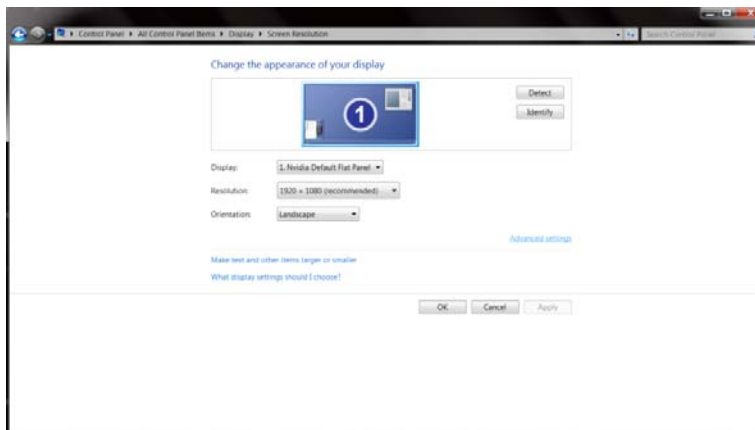 Control Panel ▸ All Control Panel Items ▸ Display ▸ Screen Resolution
Search Control Panel
Change the appearance of your display
1
Detect
Identify
Display: 1. Nvidia Default Flat Panel
Resolution: 1920 × 1080 (recommended)
Orientation: Landscape
Advanced settings
Make text and other items larger or smaller
What display settings should I choose?
OK Cancel Apply